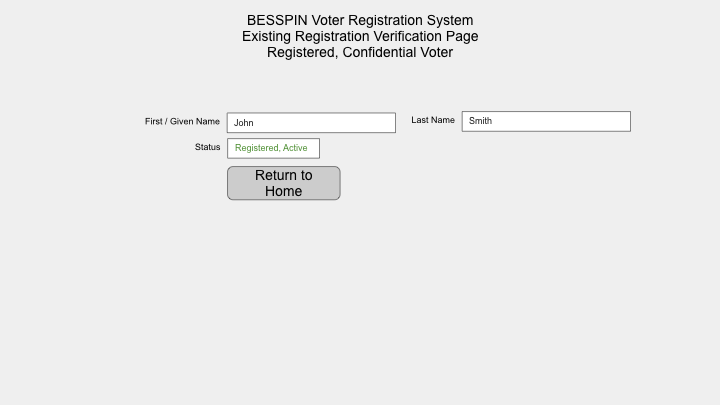 BESSPIN Voter Registration System
Existing Registration Verification Page
Registered, Confidential Voter
First / Given Name John Last Name Smith
Status Registered, Active
Return to
Home